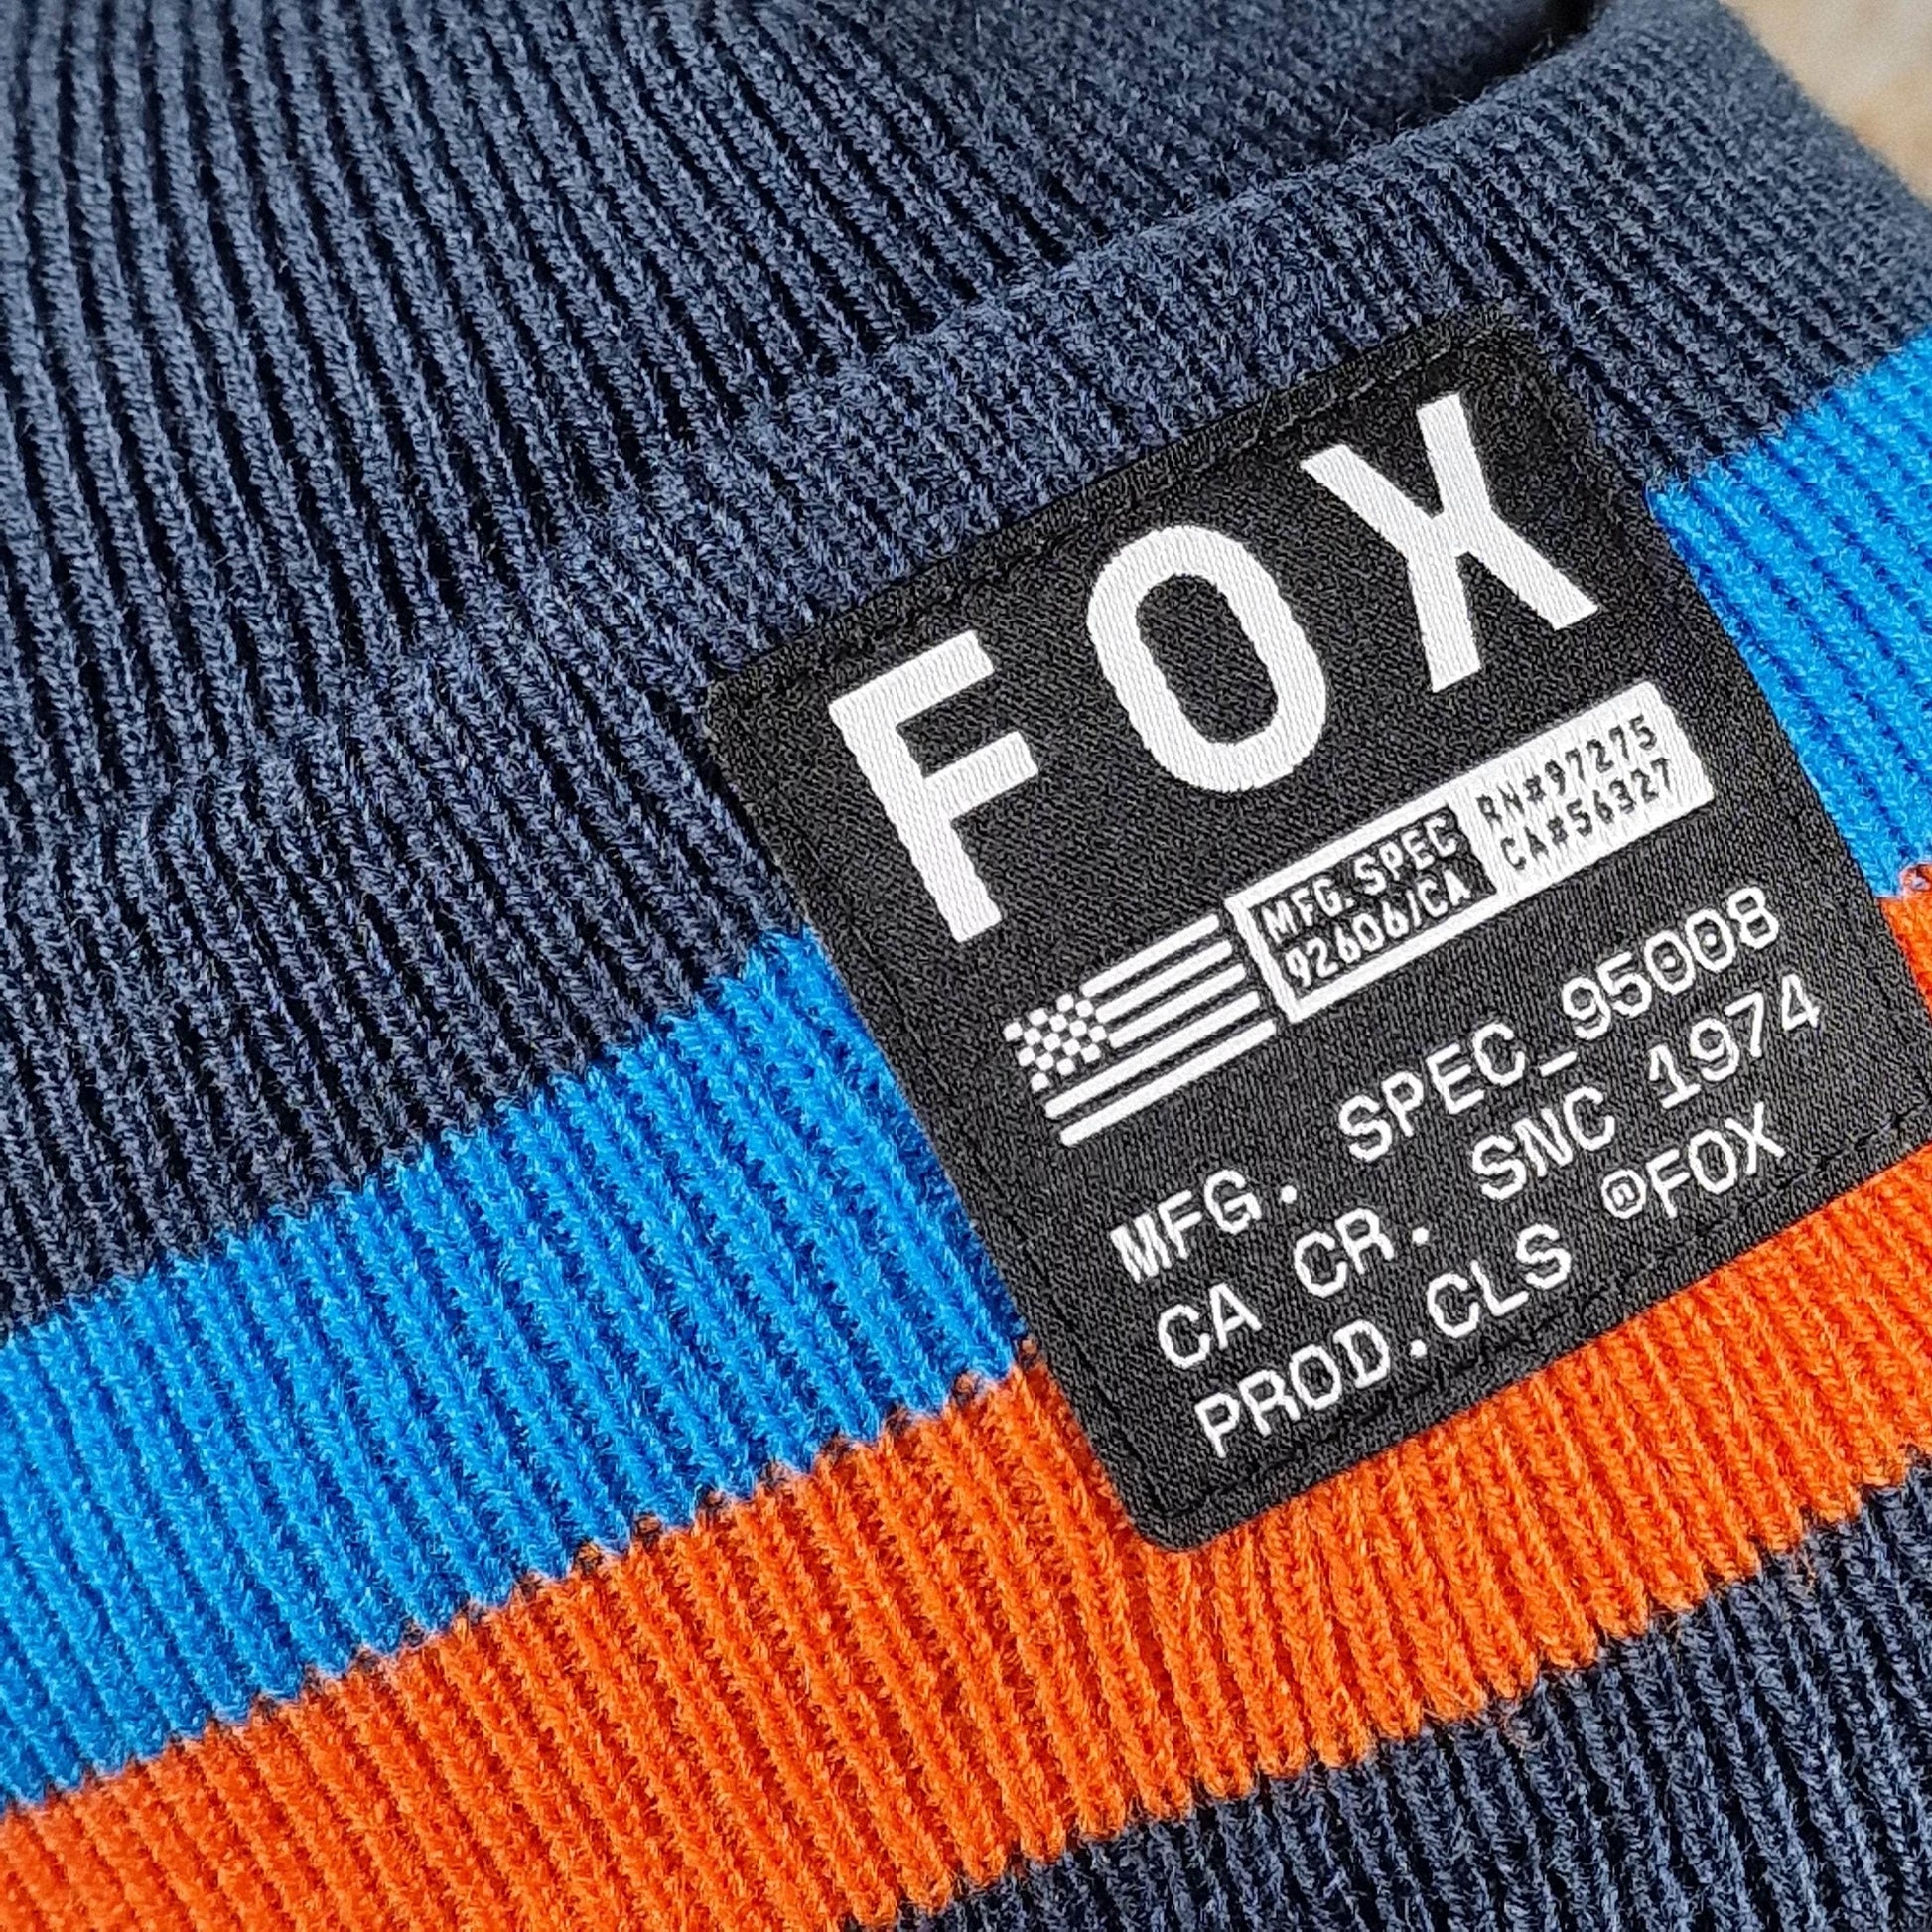 FOX
MFG.SPEC
92606/CA
RN#97275
CA#56327
MFG. SPEC_95008
CA CR. SNC 1974
PROD.CLS @FOX